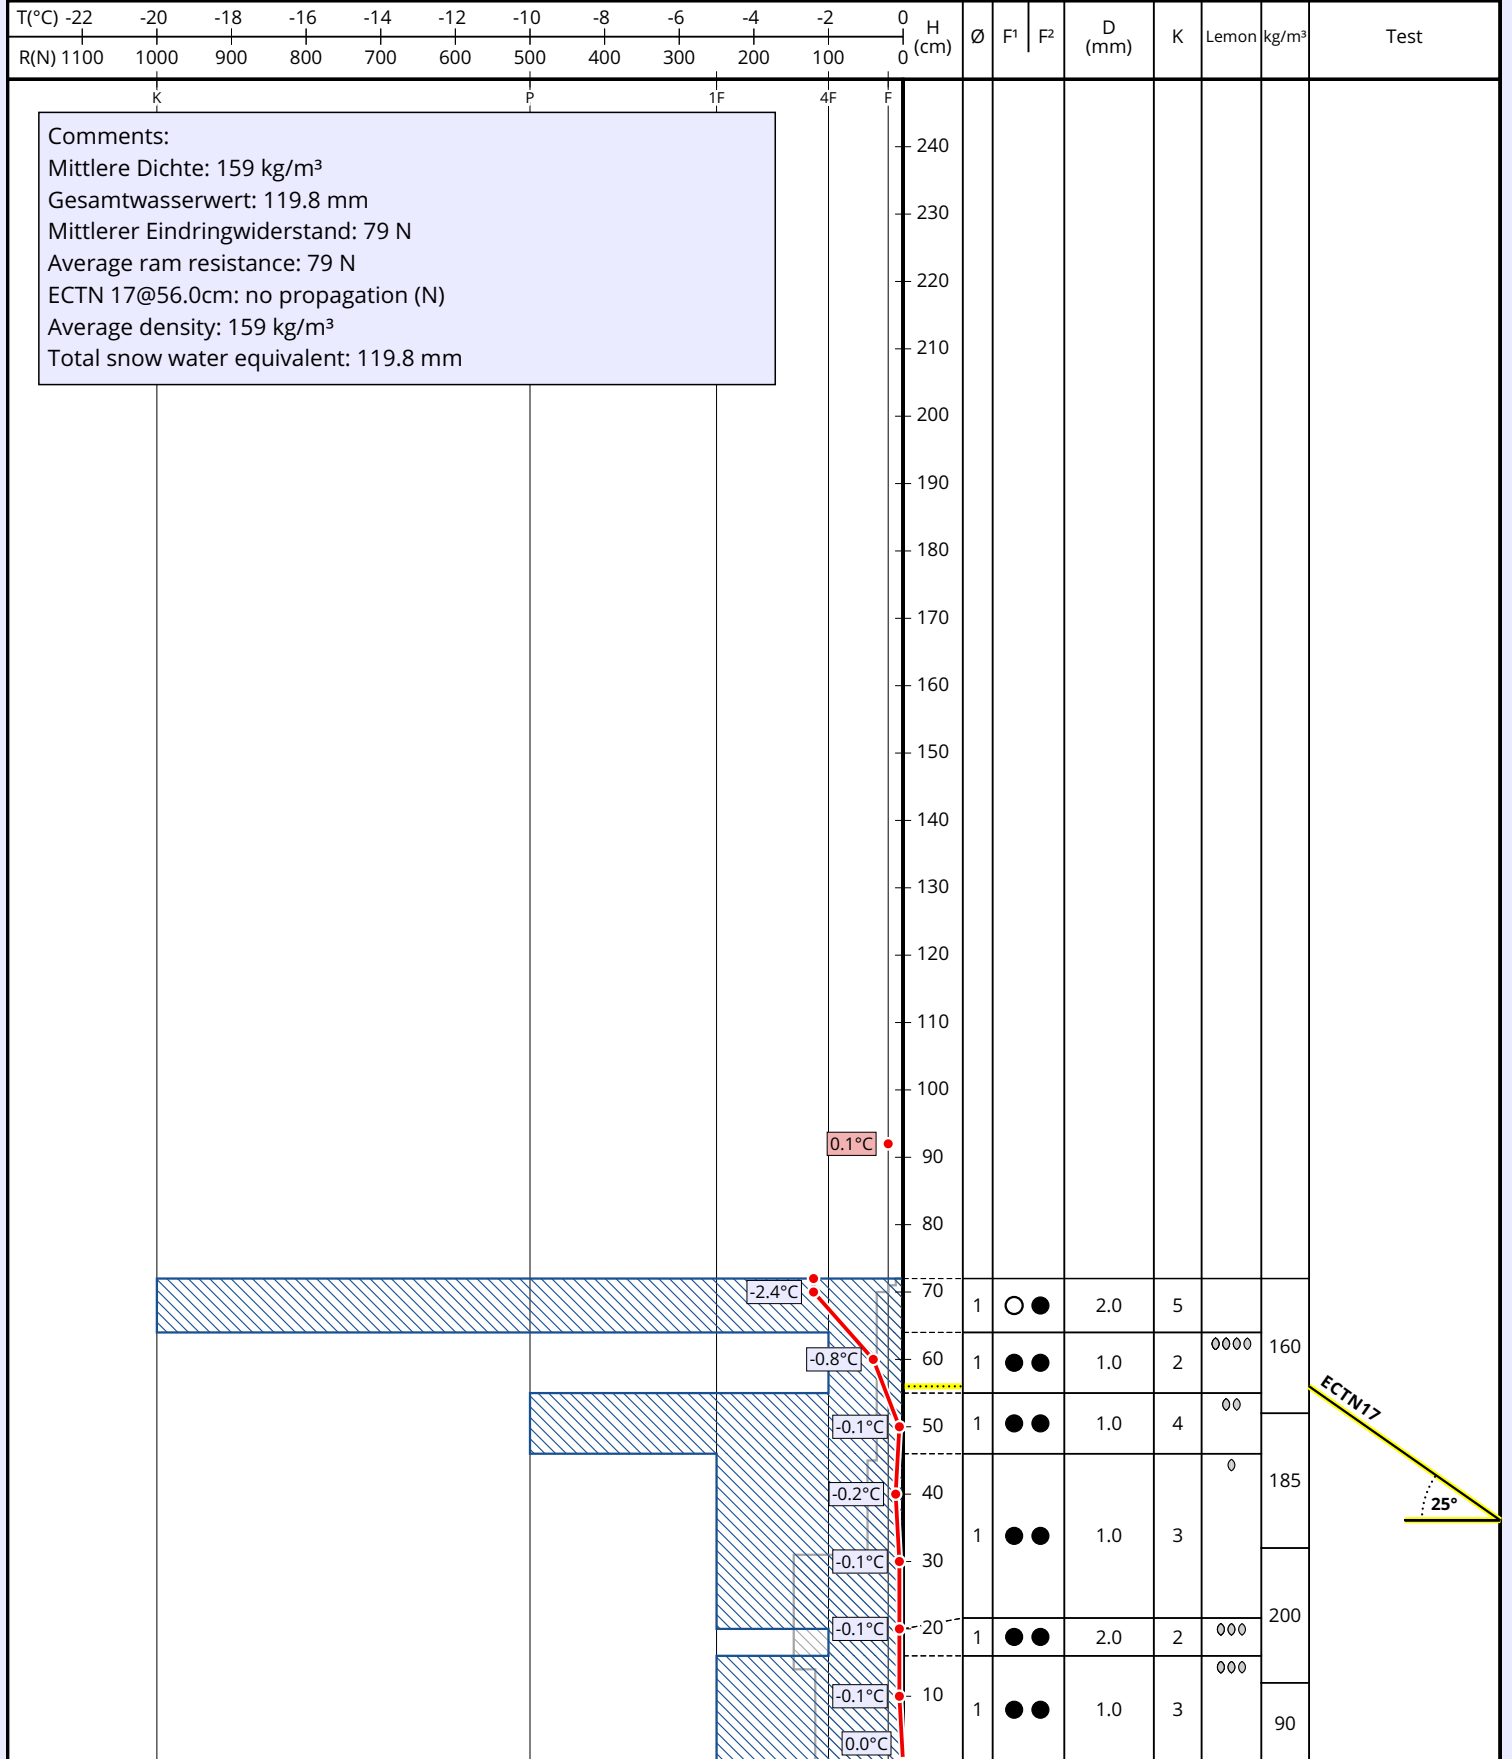 T(°C) -22 -20 -18 -16 -14 -12 -10 -8 -6 -4 -2 0
R(N) 1100 1000 900 800 700 600 500 400 300 200 100 0
H (cm) Ø F¹ F² D (mm) K Lemon kg/m³ Test
K P 1F 4F F
Comments:
Mittlere Dichte: 159 kg/m³
Gesamtwasserwert: 119.8 mm
Mittlerer Eindringwiderstand: 79 N
Average ram resistance: 79 N
ECTN 17@56.0cm: no propagation (N)
Average density: 159 kg/m³
Total snow water equivalent: 119.8 mm
240
230
220
210
200
190
180
170
160
150
140
130
120
110
100
0.1°C
90
80
-2.4°C 70 1 2.0 5
-0.8°C 60 1 1.0 2 160
ECTN17
-0.1°C 50 1 1.0 4
-0.2°C 40 185
25°
-0.1°C 30 1 1.0 3
200
-0.1°C 20 1 2.0 2
-0.1°C 10 1 1.0 3
90
0.0°C